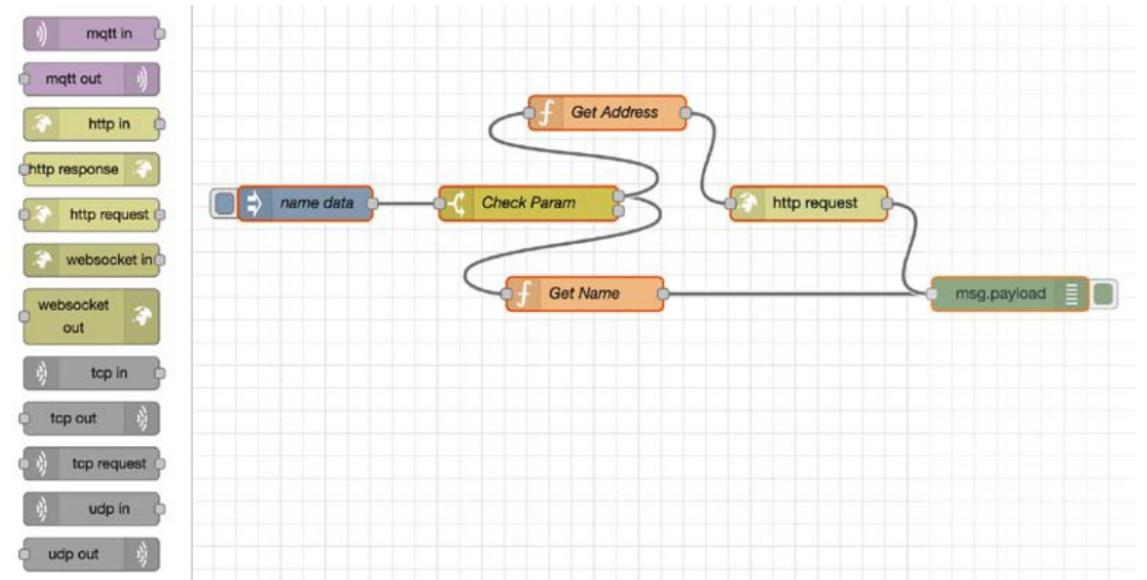 mqtt in
mqtt out
http in
http response
http request
websocket in
websocket
out
tcp in
tcp out
tcp request
udp in
udp out
Get Address
name data
Check Param
http request
Get Name
msg.payload